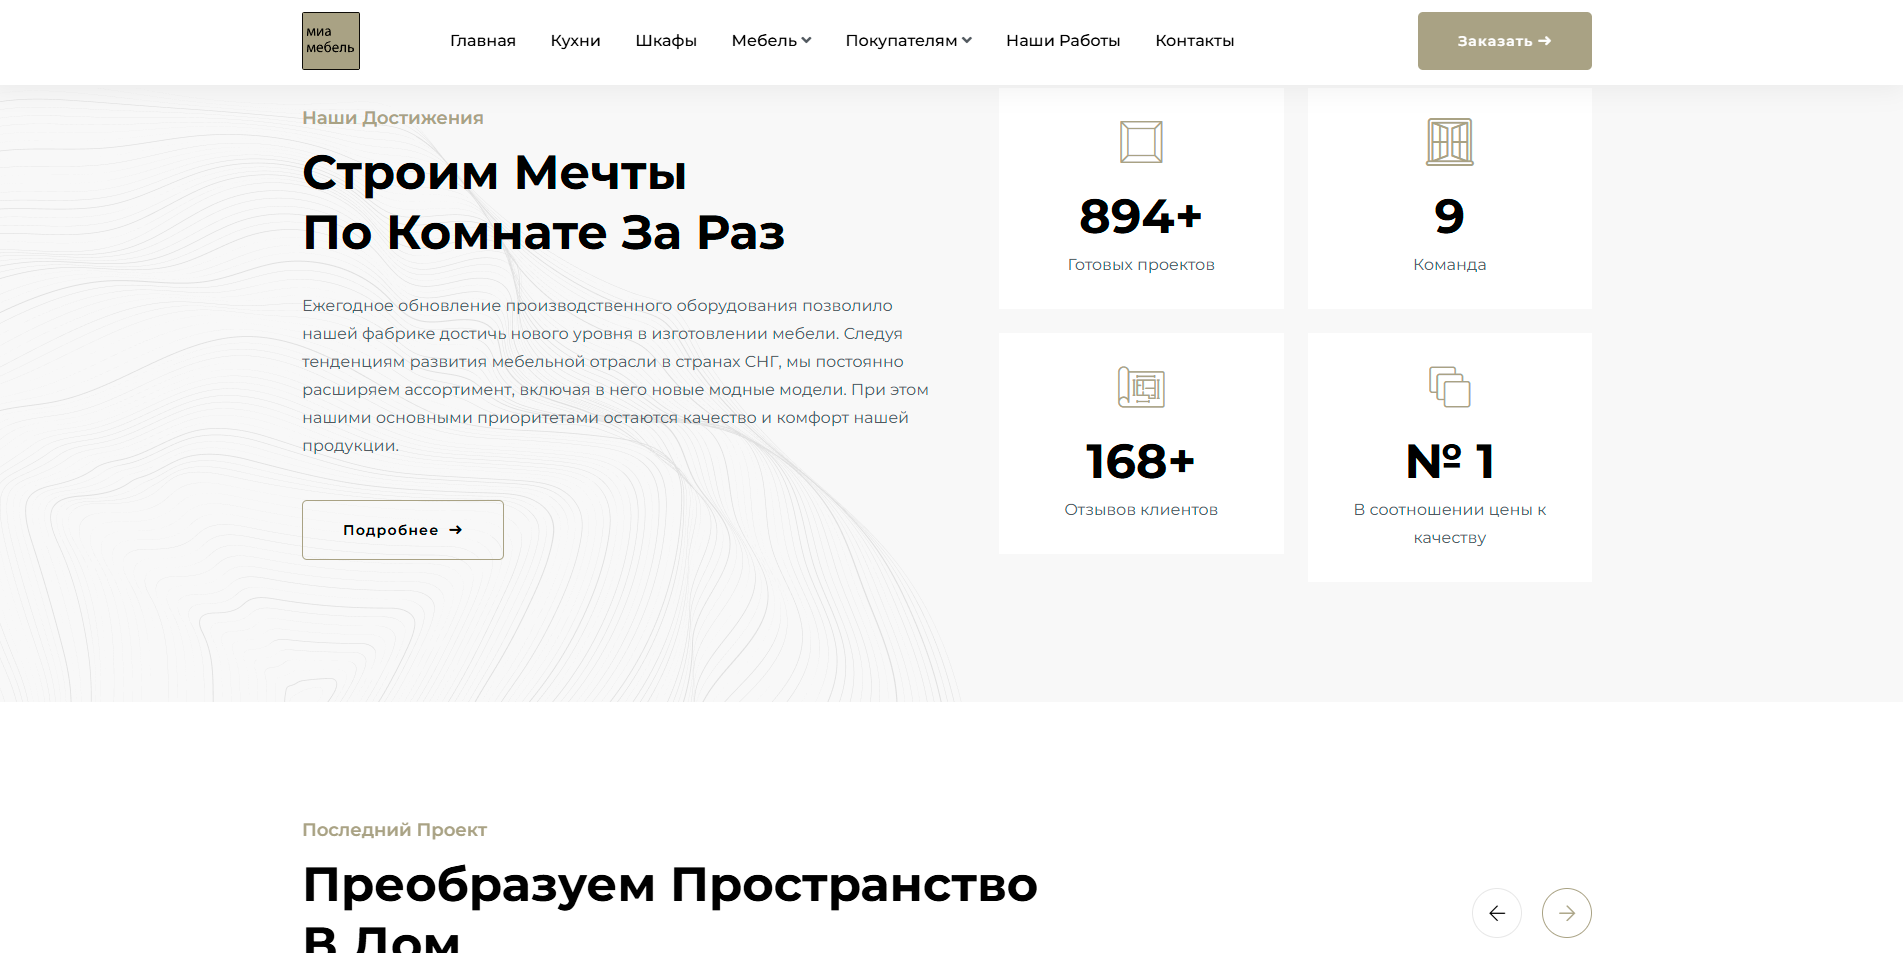 миа
мебель
Главная Кухни Шкафы Мебель Покупателям Наши Работы Контакты
Заказать →
Наши Достижения
Строим Мечты
По Комнате За Раз
Ежегодное обновление производственного оборудования позволило
нашей фабрике достичь нового уровня в изготовлении мебели. Следуя
тенденциям развития мебельной отрасли в странах СНГ, мы постоянно
расширяем ассортимент, включая в него новые модные модели. При этом
нашими основными приоритетами остаются качество и комфорт нашей
продукции.
Подробнее →
894+
Готовых проектов
9
Команда
168+
Отзывов клиентов
№ 1
В соотношении цены к
качеству
Последний Проект
Преобразуем Пространство
В Дом